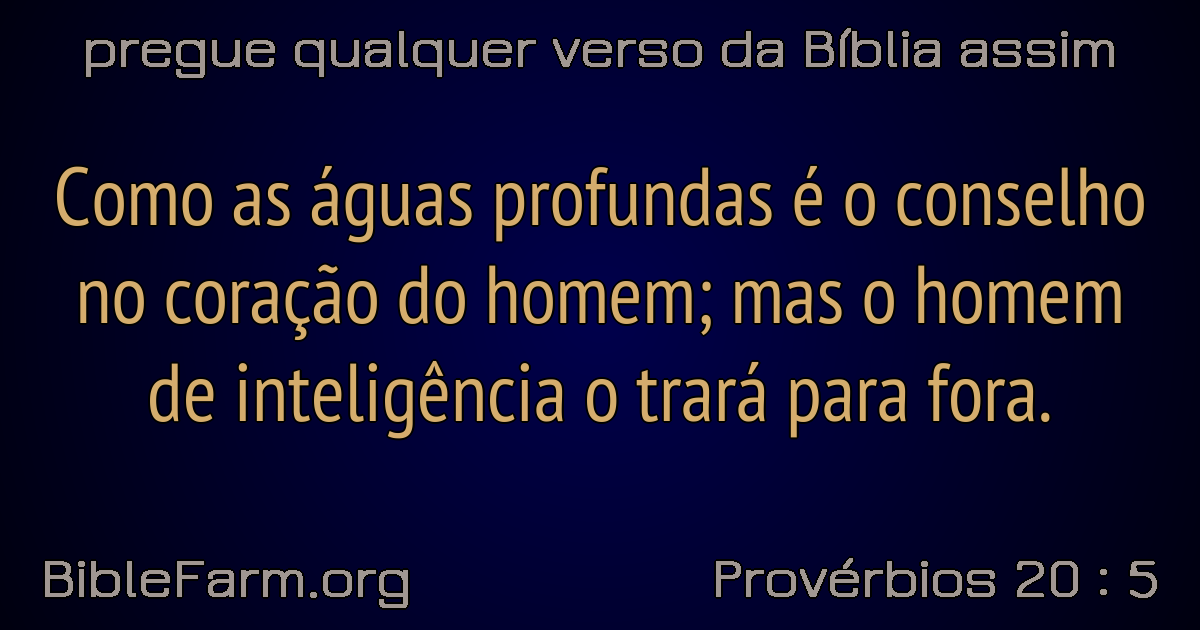 pregue qualquer verso da Bíblia assim
Como as águas profundas é o conselho
no coração do homem; mas o homem
de inteligência o trará para fora.
BibleFarm.org
Provérbios 20 : 5